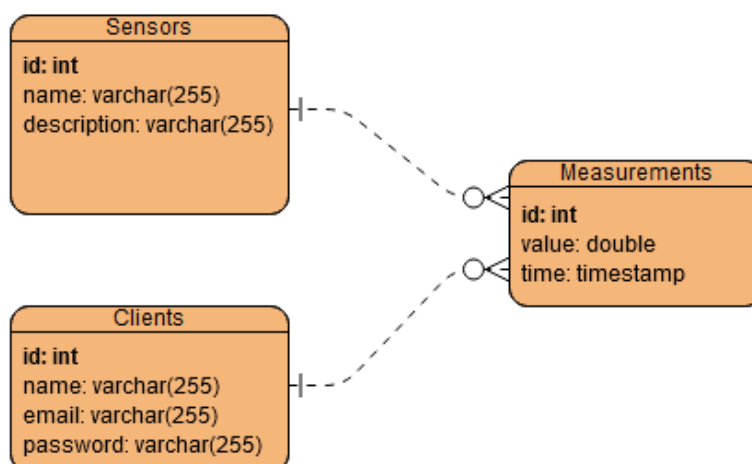 Sensors
id: int
name: varchar(255)
description: varchar(255)
Measurements
id: int
value: double
time: timestamp
Clients
id: int
name: varchar(255)
email: varchar(255)
password: varchar(255)